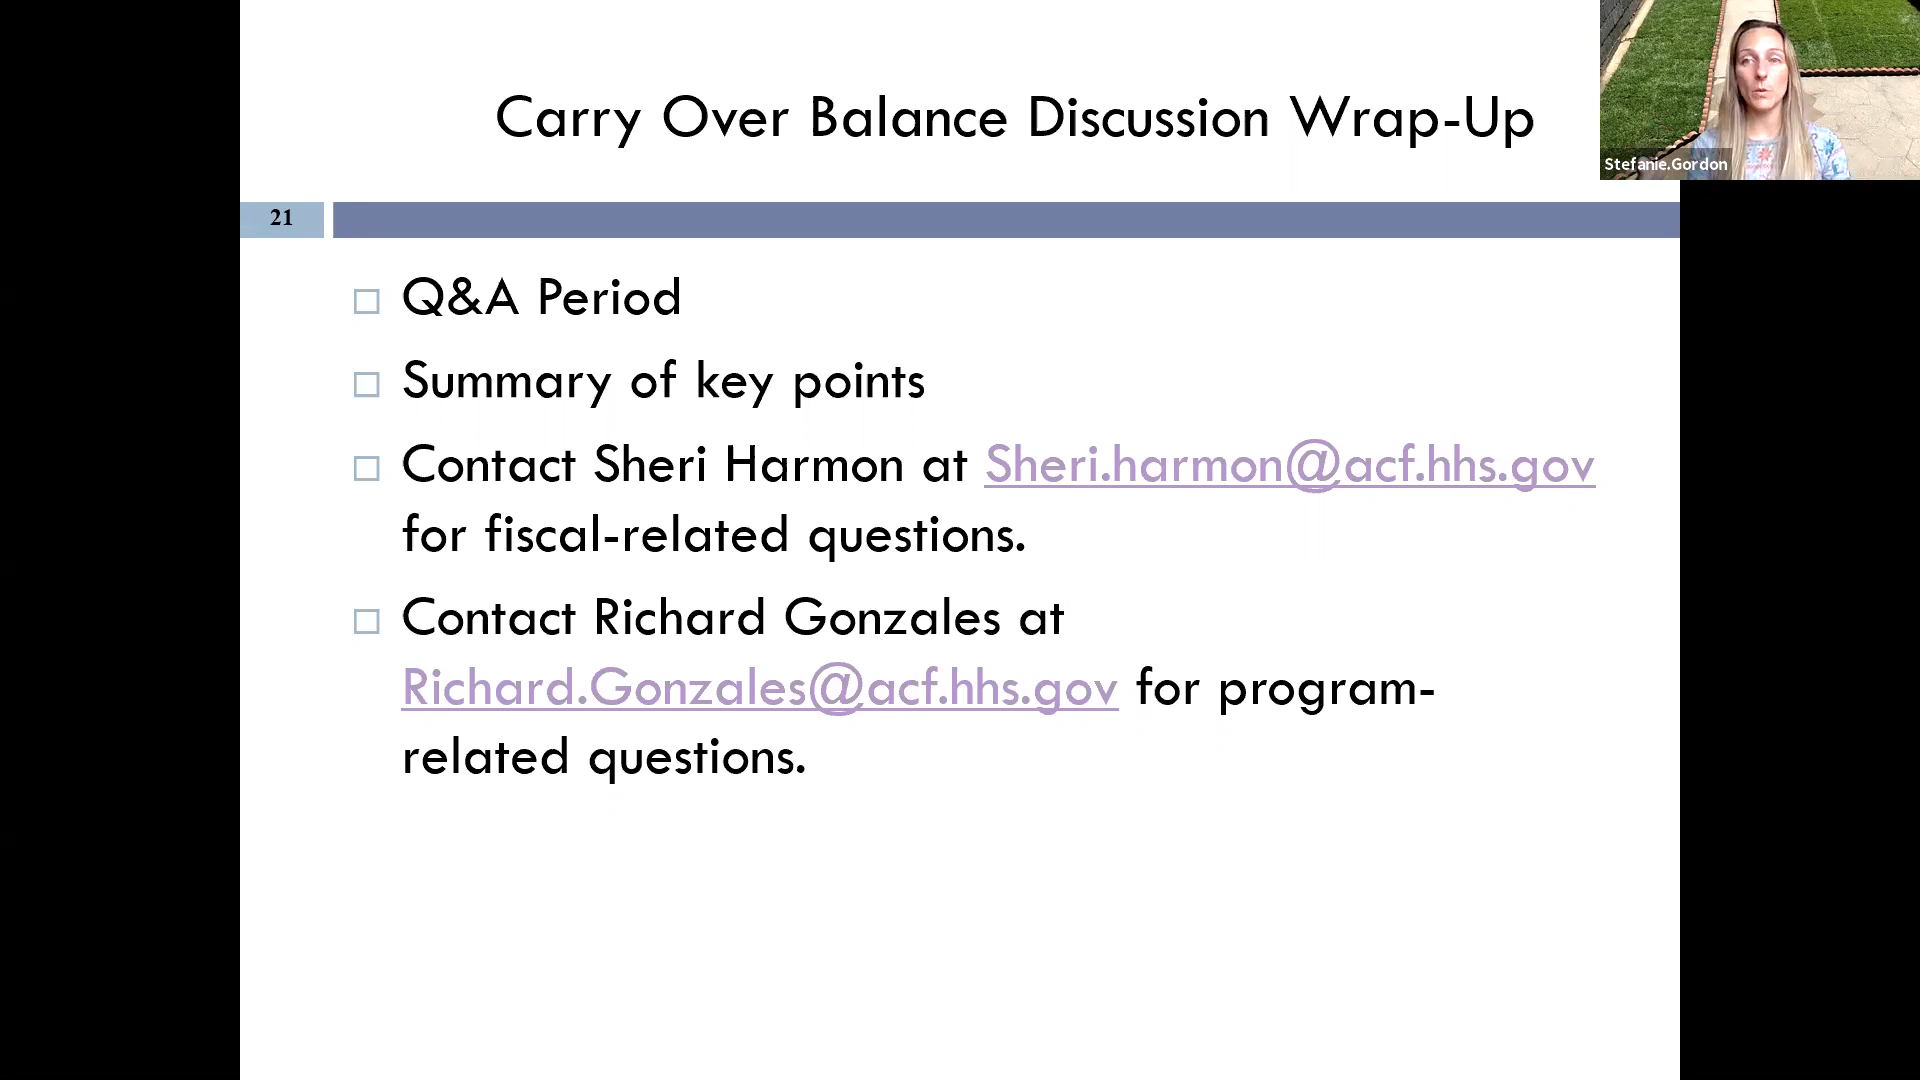 Carry Over Balance Discussion Wrap-Up
Stefanie.Gordon
21
Q&A Period
Summary of key points
Contact Sheri Harmon at Sheri.harmon@acf.hhs.gov
for fiscal-related questions.
Contact Richard Gonzales at
Richard.Gonzales@acf.hhs.gov for program-
related questions.